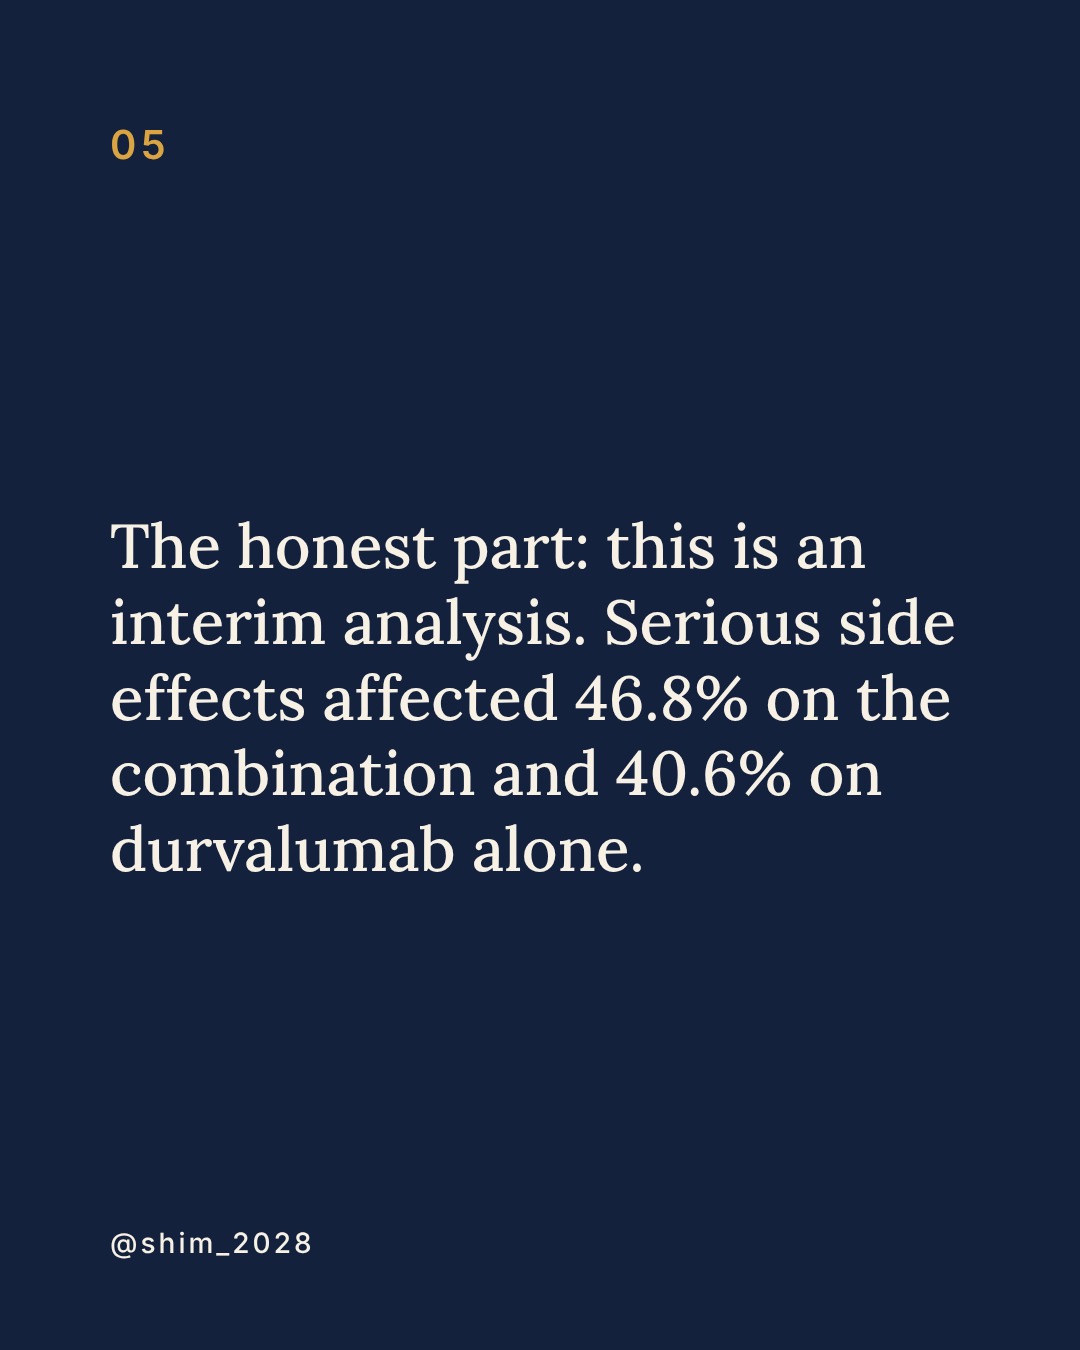 05
The honest part: this is an
interim analysis. Serious side
effects affected 46.8% on the
combination and 40.6% on
durvalumab alone.
@shim_2028